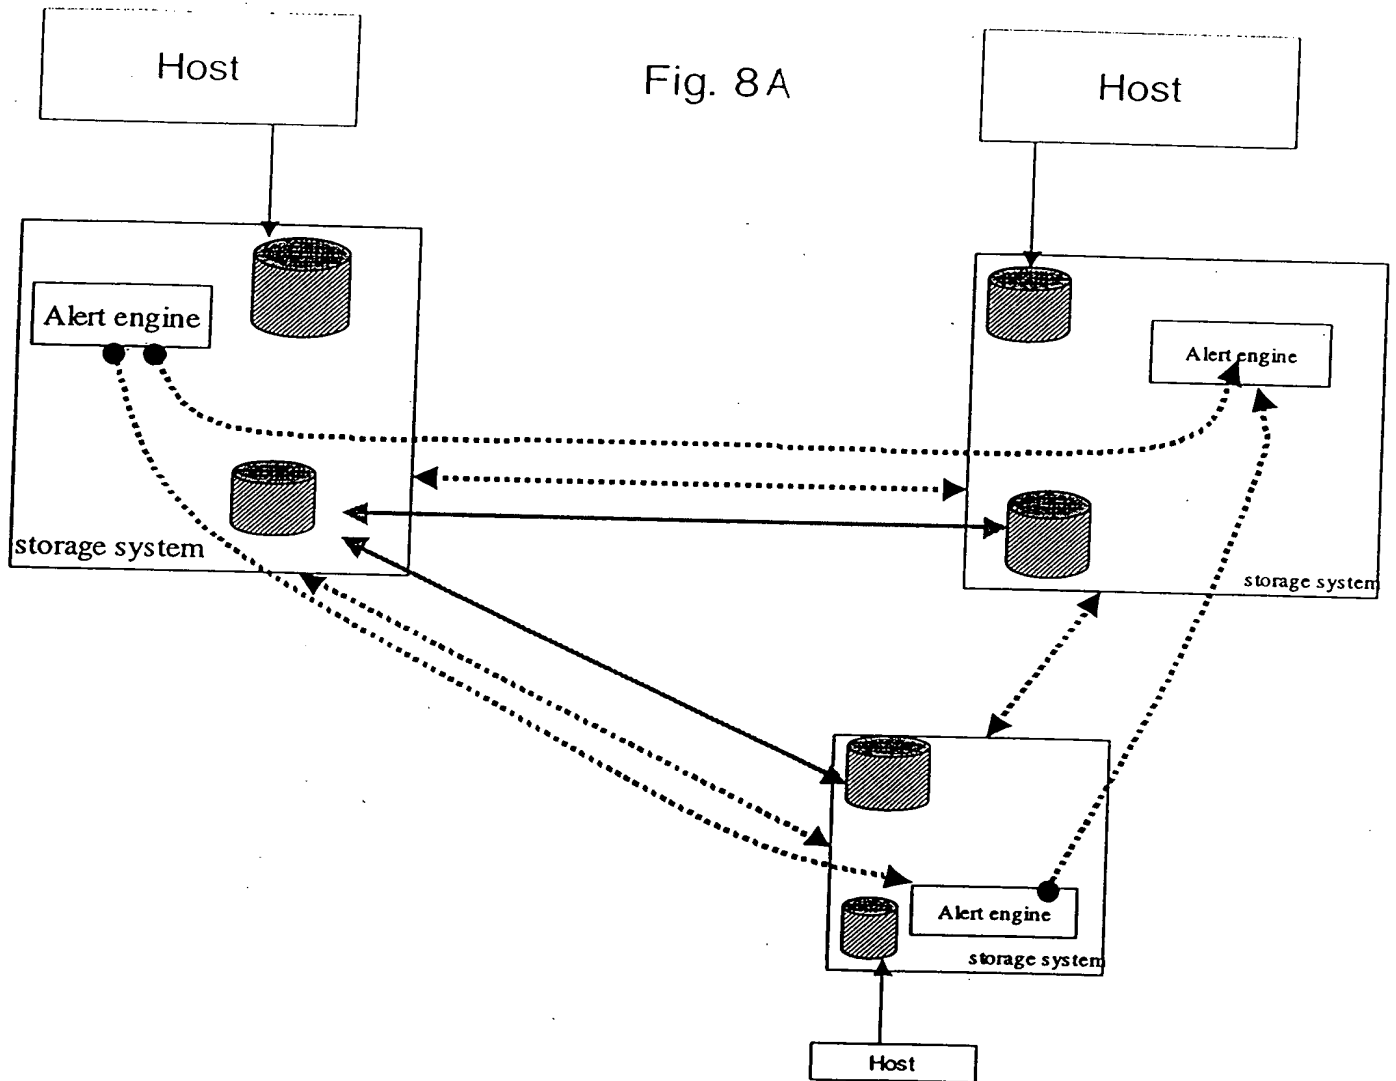 Host
Fig. 8A
Host
Alert engine
Alert engine
storage system
storage system
Alert engine
storage system
Host